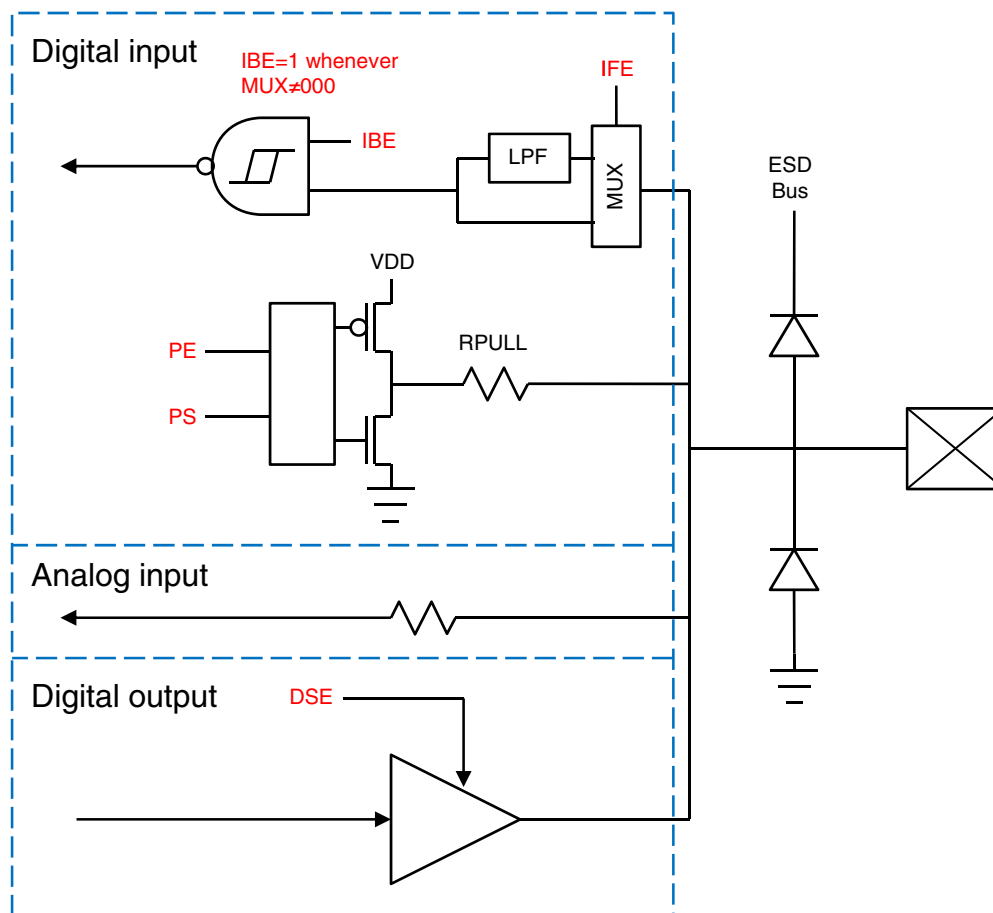 Digital input
IBE=1 whenever
MUX≠000
IFE
IBE
LPF
MUX
ESD
Bus
VDD
PE
RPULL
PS
Analog input
Digital output
DSE